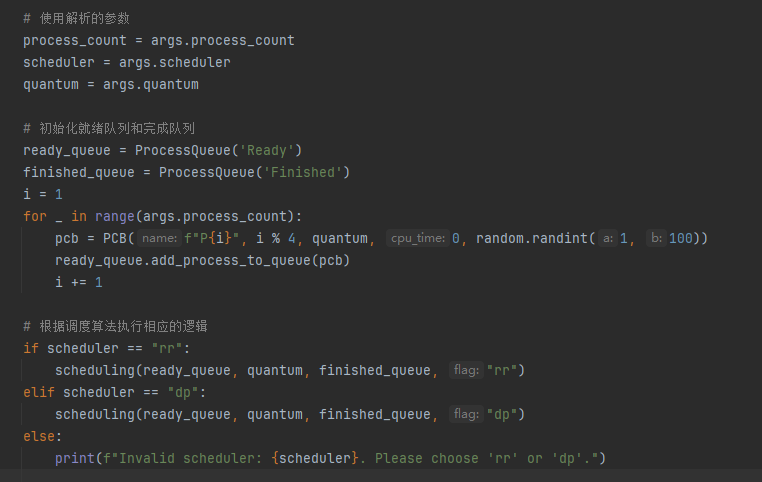 # 使用解析的参数
process_count = args.process_count
scheduler = args.scheduler
quantum = args.quantum
# 初始化就绪队列和完成队列
ready_queue = ProcessQueue('Ready')
finished_queue = ProcessQueue('Finished')
i = 1
for _ in range(args.process_count):
    pcb = PCB( name: f"P{i}", i % 4, quantum, cpu_time: 0, random.randint( a: 1, b: 100))
    ready_queue.add_process_to_queue(pcb)
    i += 1
# 根据调度算法执行相应的逻辑
if scheduler == "rr":
    scheduling(ready_queue, quantum, finished_queue, flag: "rr")
elif scheduler == "dp":
    scheduling(ready_queue, quantum, finished_queue, flag: "dp")
else:
    print(f"Invalid scheduler: {scheduler}. Please choose 'rr' or 'dp'.")